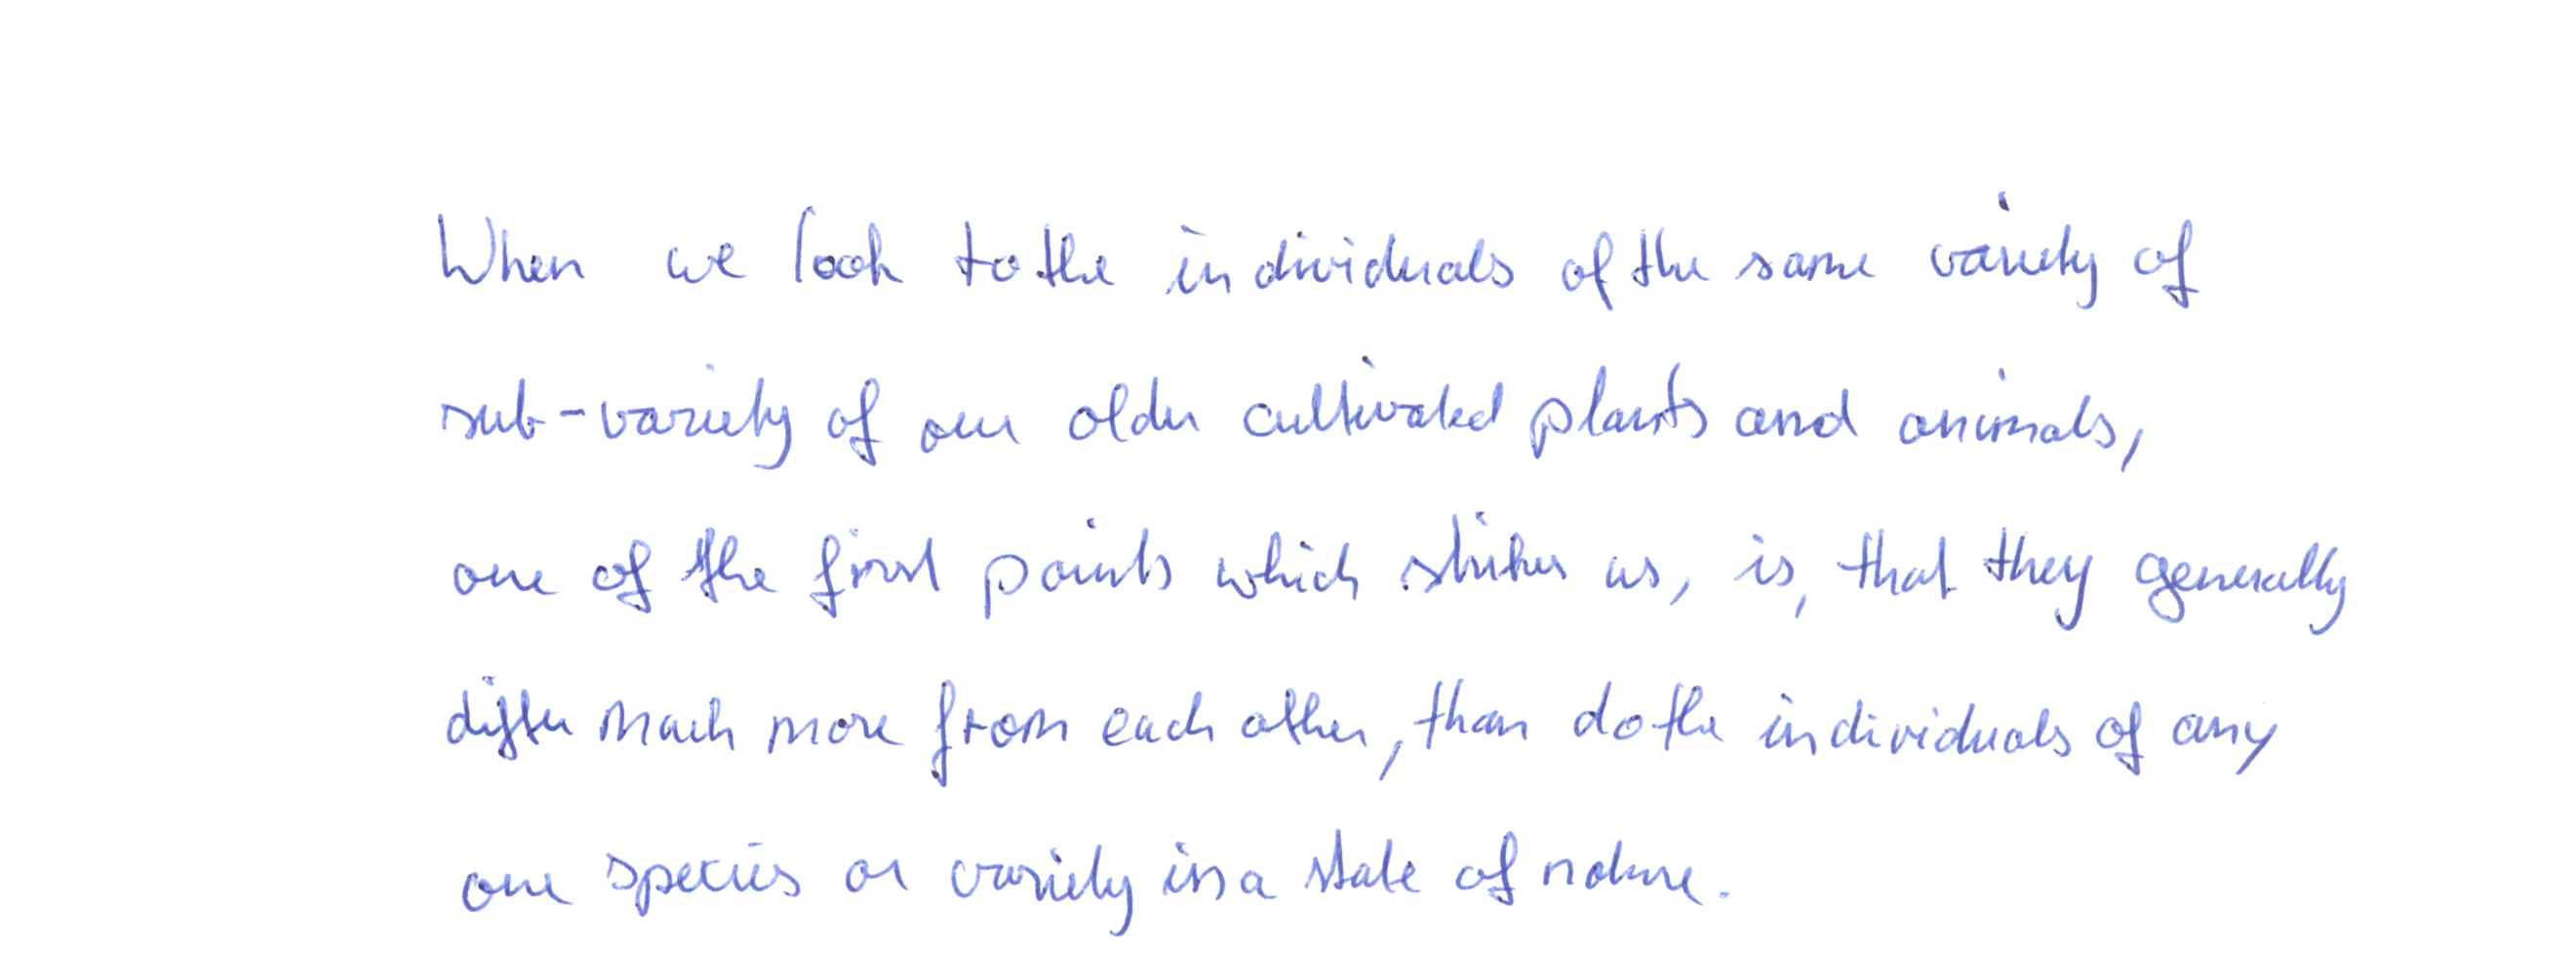 When we look to the individuals of the same variety of
sub-variety of our older cultivated plants and animals,
one of the first points which strikes us, is, that they generally
differ much more from each other, than do the individuals of any
one species or variety in a state of nature.